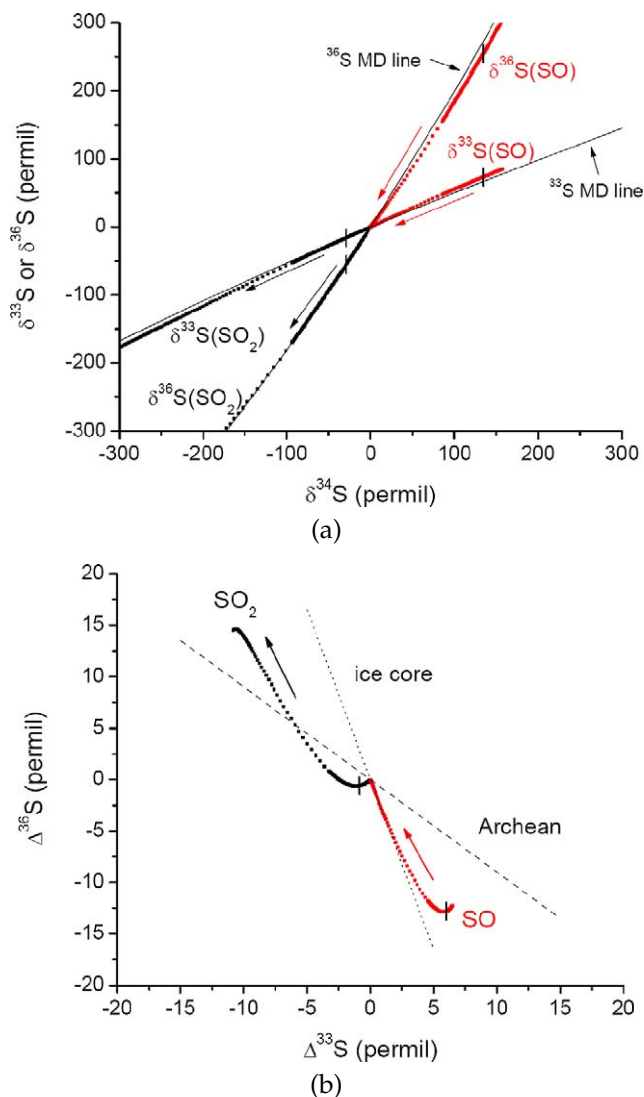 300
200
100
0
-100
-200
-300
-300
-200
-100
0
100
200
300
δ³³S or δ³⁶S (permil)
³⁶S MD line
δ³⁶S(SO)
δ³³S(SO)
³³S MD line
δ³³S(SO₂)
δ³⁶S(SO₂)
δ³⁴S (permil)
(a)
20
15
10
5
0
-5
-10
-15
-20
-20
-15
-10
-5
0
5
10
15
20
Δ³⁶S (permil)
SO₂
ice core
Archean
SO
Δ³³S (permil)
(b)